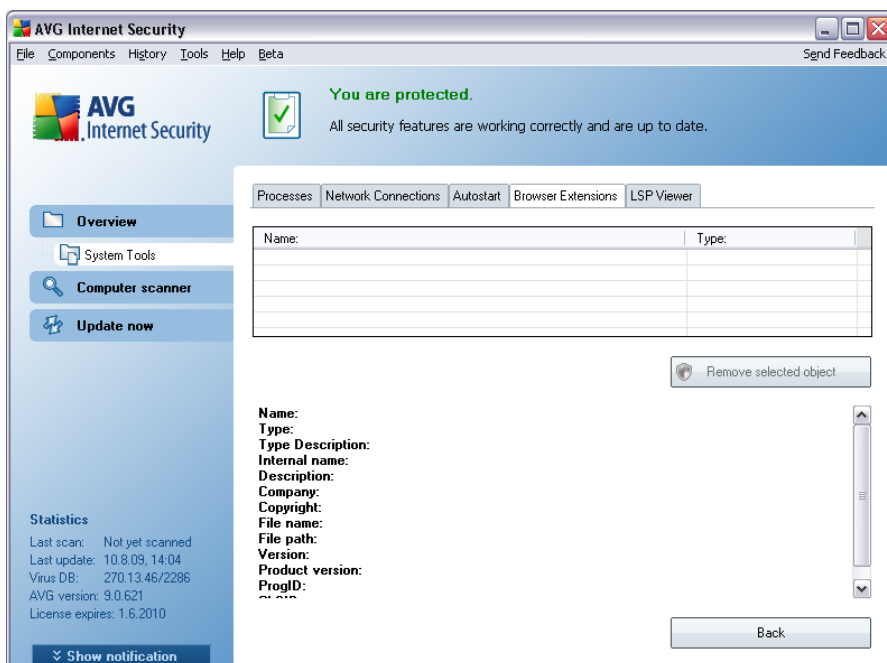 AVG Internet Security
File Components History Tools Help Beta Send Feedback
AVG
Internet Security
You are protected.
All security features are working correctly and are up to date.
Processes Network Connections Autostart Browser Extensions LSP Viewer
Overview
System Tools
Computer scanner
Update now
Name: Type:
Remove selected object
Name:
Type:
Type Description:
Internal name:
Description:
Company:
Copyright:
File name:
File path:
Version:
Product version:
ProgID:
Statistics
Last scan: Not yet scanned
Last update: 10.8.09, 14:04
Virus DB: 270.13.46/2286
AVG version: 9.0.621
License expires: 1.6.2010
Show notification
Back